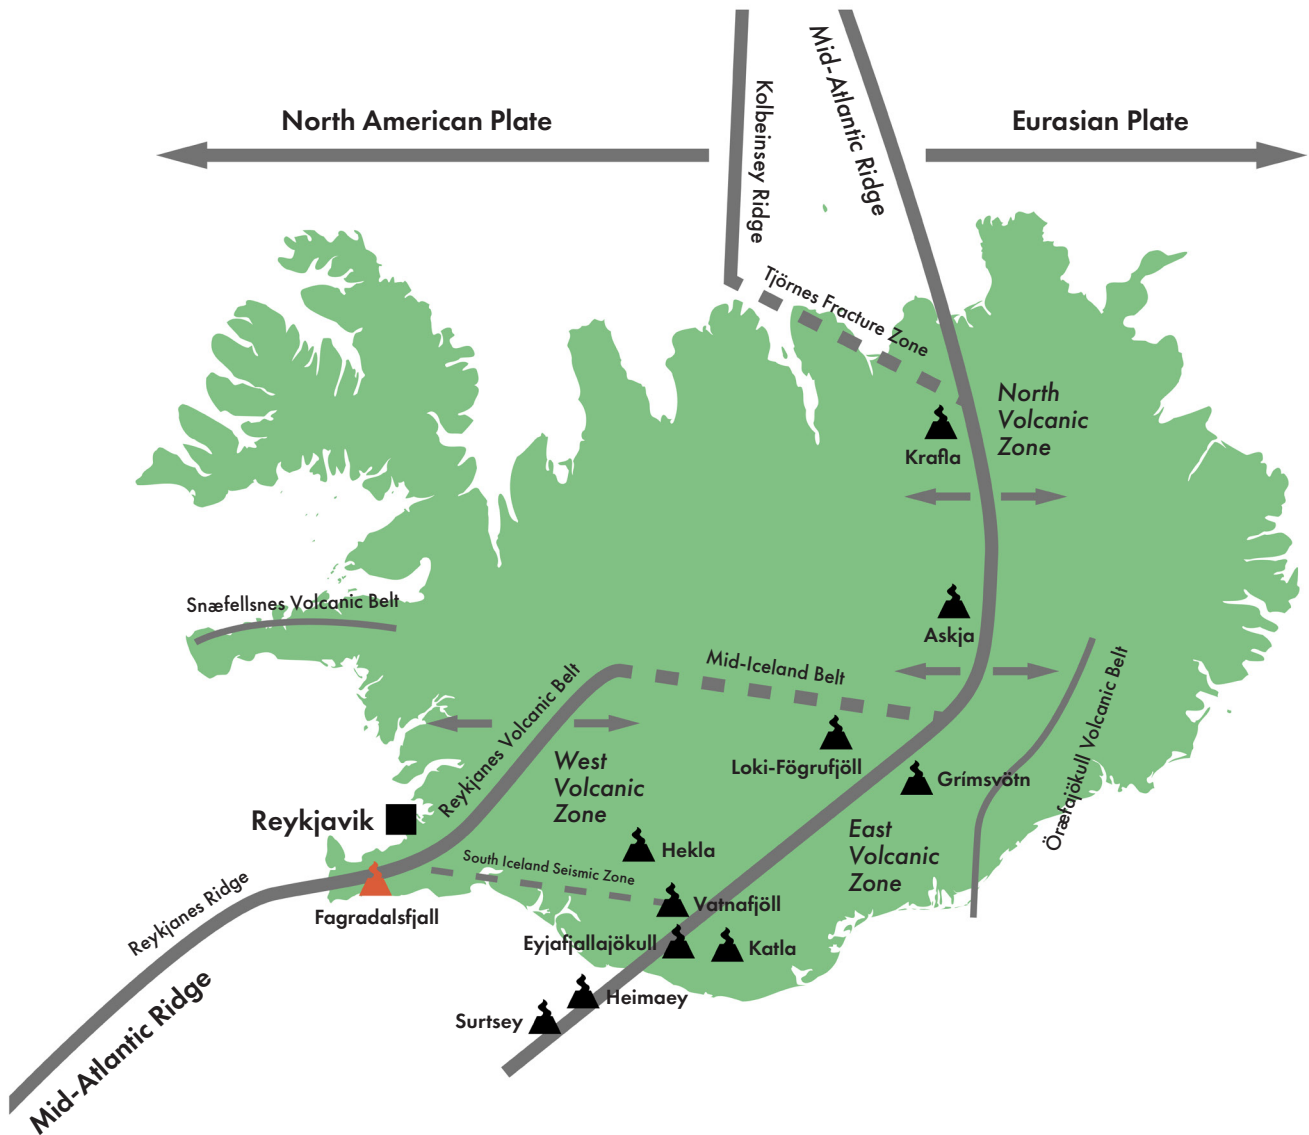 Mid-Atlantic Ridge
Kolbeinsey Ridge
North American Plate
Eurasian Plate
Tjörnes Fracture Zone
North
Volcanic
Zone
Krafla
Snæfellsnes Volcanic Belt
Askja
Mid-Iceland Belt
Reykjanes Volcanic Belt
Öræfajökull Volcanic Belt
West
Volcanic
Zone
Loki-Fögrufjöll
Grímsvötn
Reykjavik
East
Volcanic
Zone
Hekla
South Iceland Seismic Zone
Vatnafjöll
Fagradalsfjall
Reykjanes Ridge
Eyjafjallajökull
Katla
Heimaey
Surtsey
Mid-Atlantic Ridge